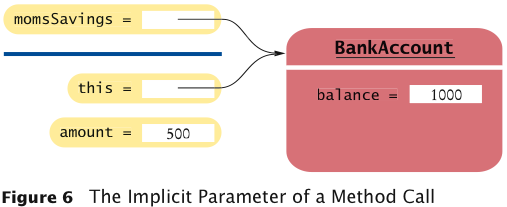 momsSavings =
BankAccount
this =
balance = 1000
amount = 500
Figure 6 The Implicit Parameter of a Method Call